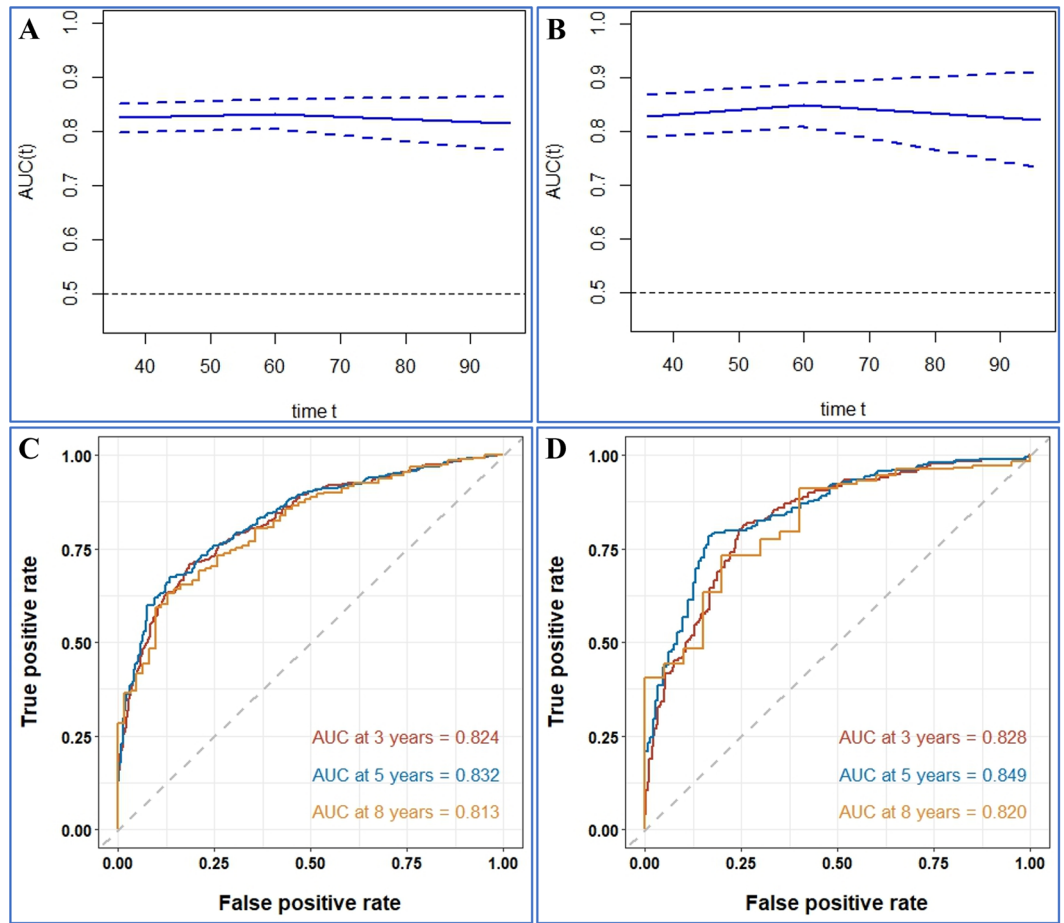 A
1.0
0.9
0.8
0.7
0.6
0.5
AUC(t)
40 50 60 70 80 90
time t
B
1.0
0.9
0.8
0.7
0.6
0.5
AUC(t)
40 50 60 70 80 90
time t
C
1.00
0.75
0.50
0.25
0.00
True positive rate
AUC at 3 years = 0.824
AUC at 5 years = 0.832
AUC at 8 years = 0.813
0.00 0.25 0.50 0.75 1.00
False positive rate
D
1.00
0.75
0.50
0.25
0.00
True positive rate
AUC at 3 years = 0.828
AUC at 5 years = 0.849
AUC at 8 years = 0.820
0.00 0.25 0.50 0.75 1.00
False positive rate